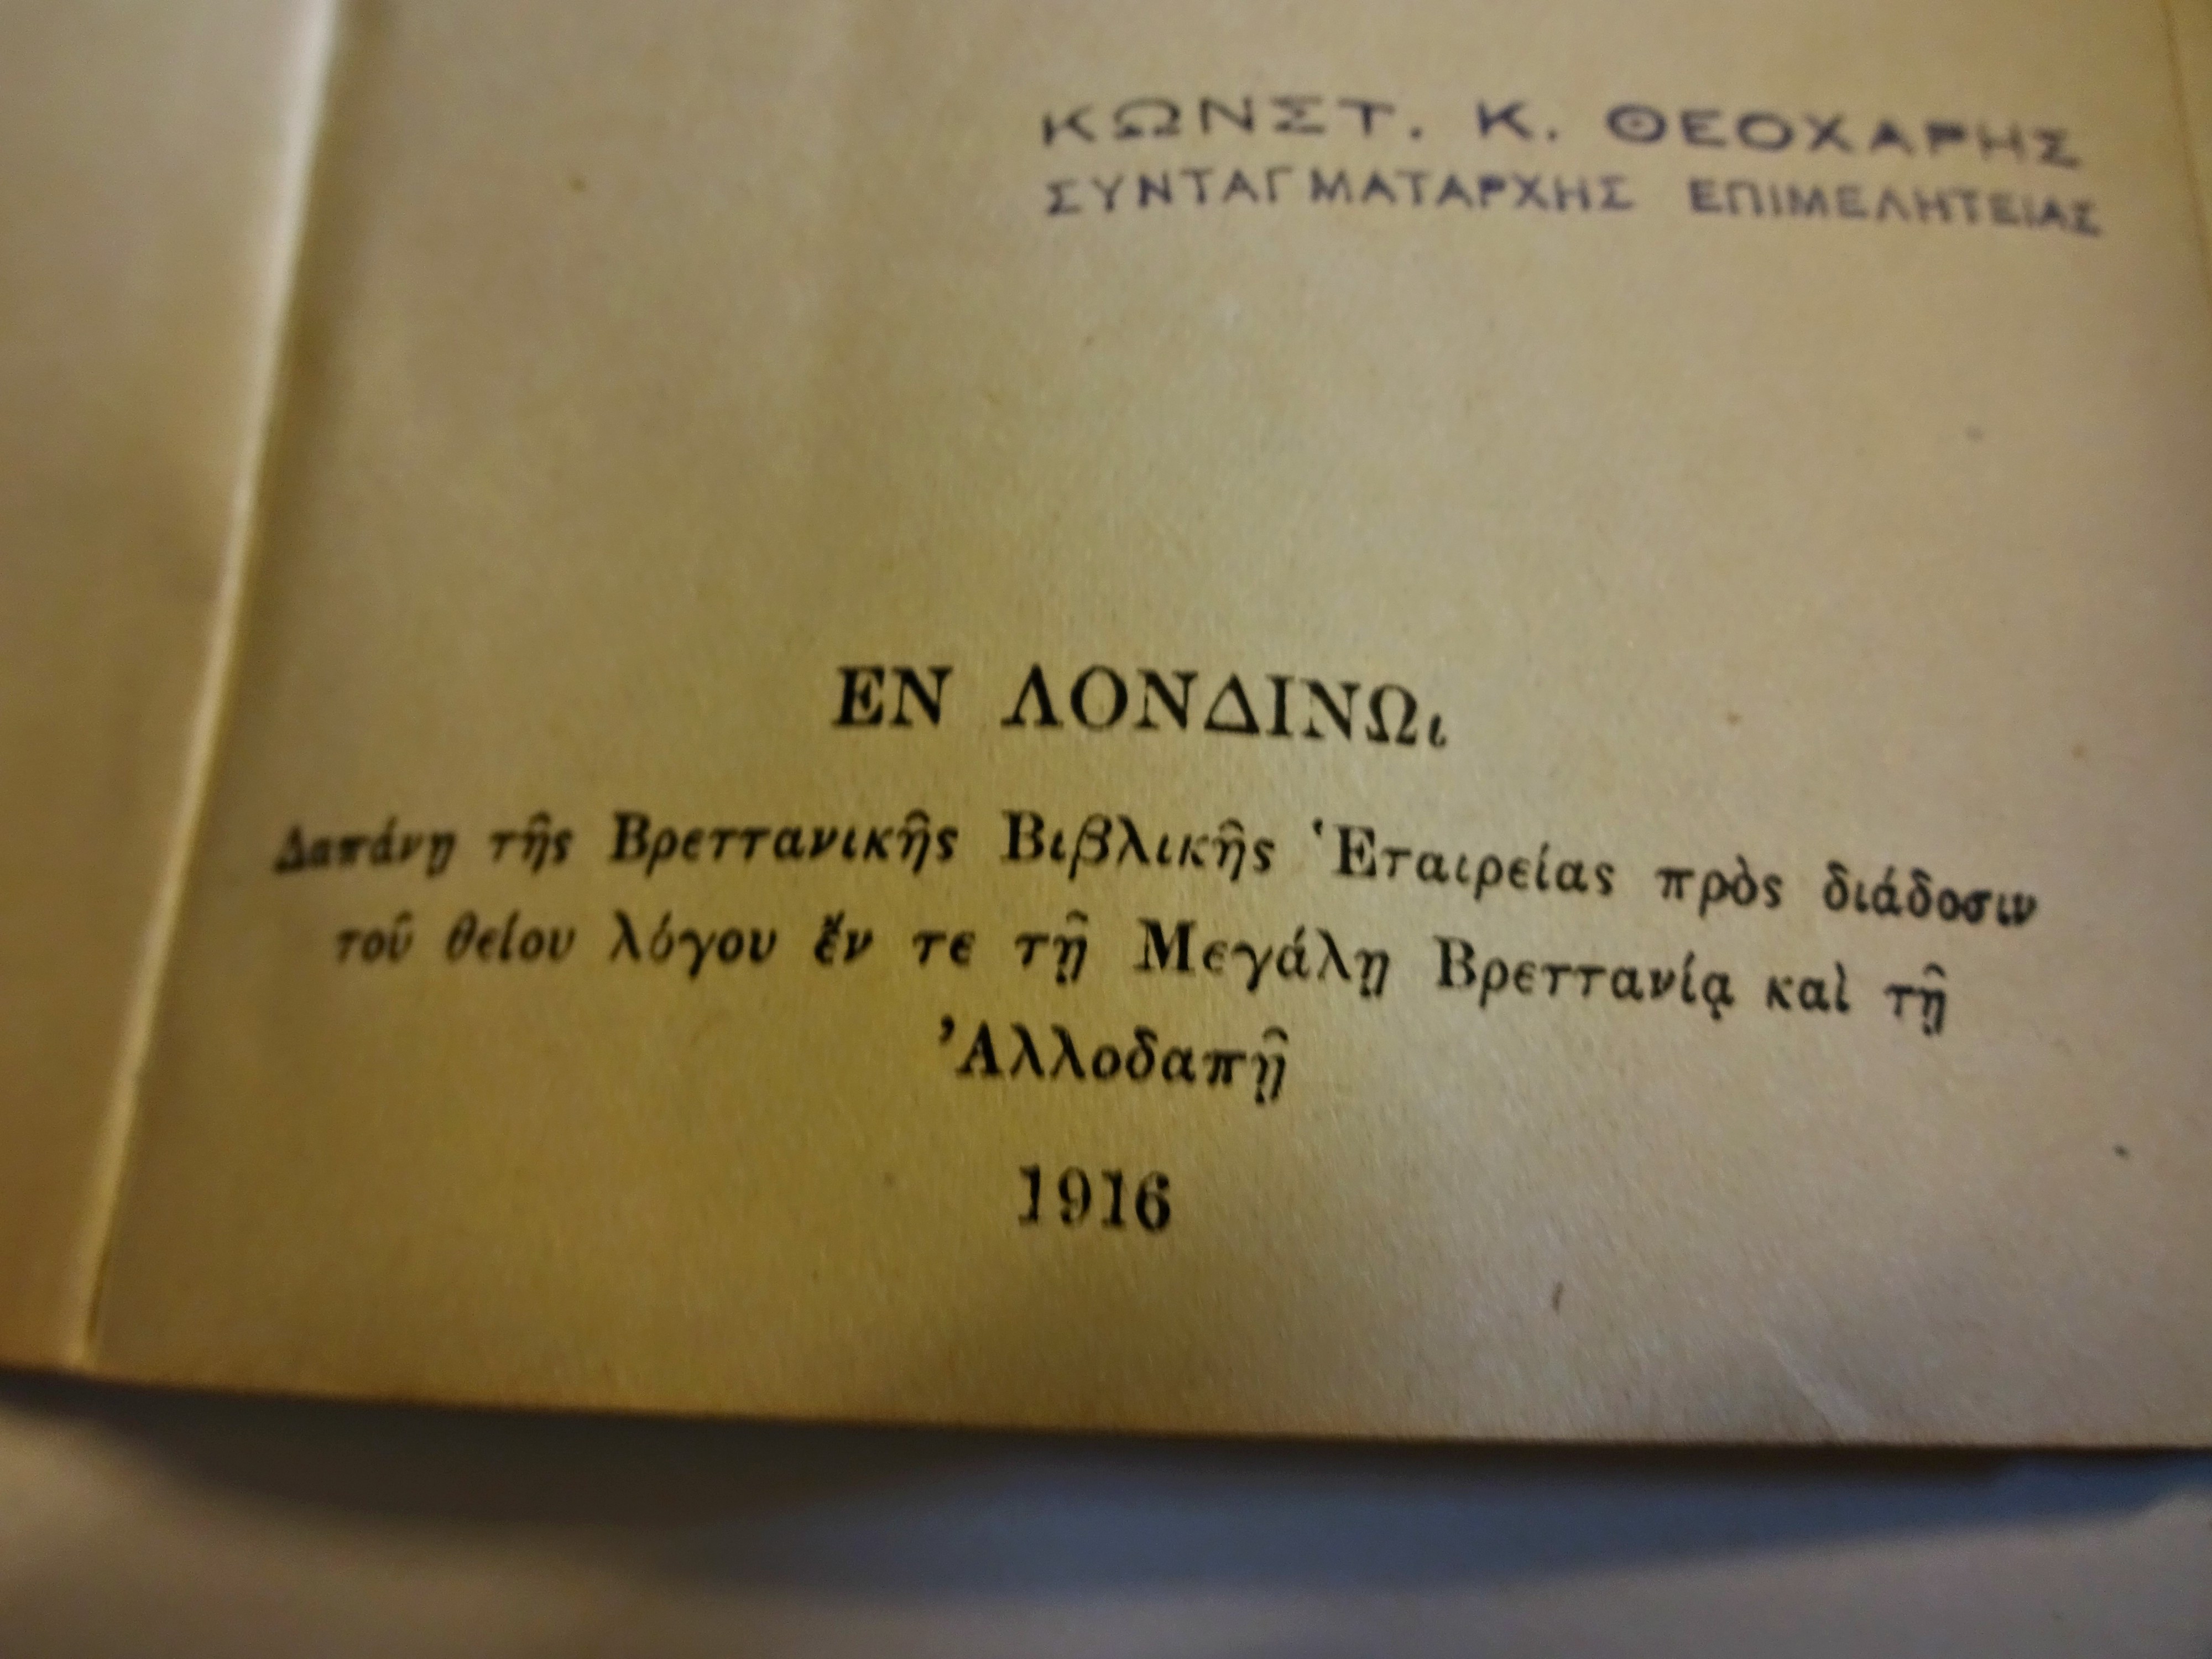 ΚΩΝΣΤ. Κ. ΘΕΟΧΑΡΗΣ
ΣΥΝΤΑΓΜΑΤΑΡΧΗΣ ΕΠΙΜΕΛΗΤΕΙΑΣ
ΕΝ ΛΟΝΔΙΝΩι
Δαπάνῃ τῆς Βρεττανικῆς Βιβλικῆς Ἑταιρείας πρὸς διάδοσιν
τοῦ θείου λόγου ἔν τε τῇ Μεγάλῃ Βρεττανίᾳ καὶ τῇ
Ἀλλοδαπῇ
1916